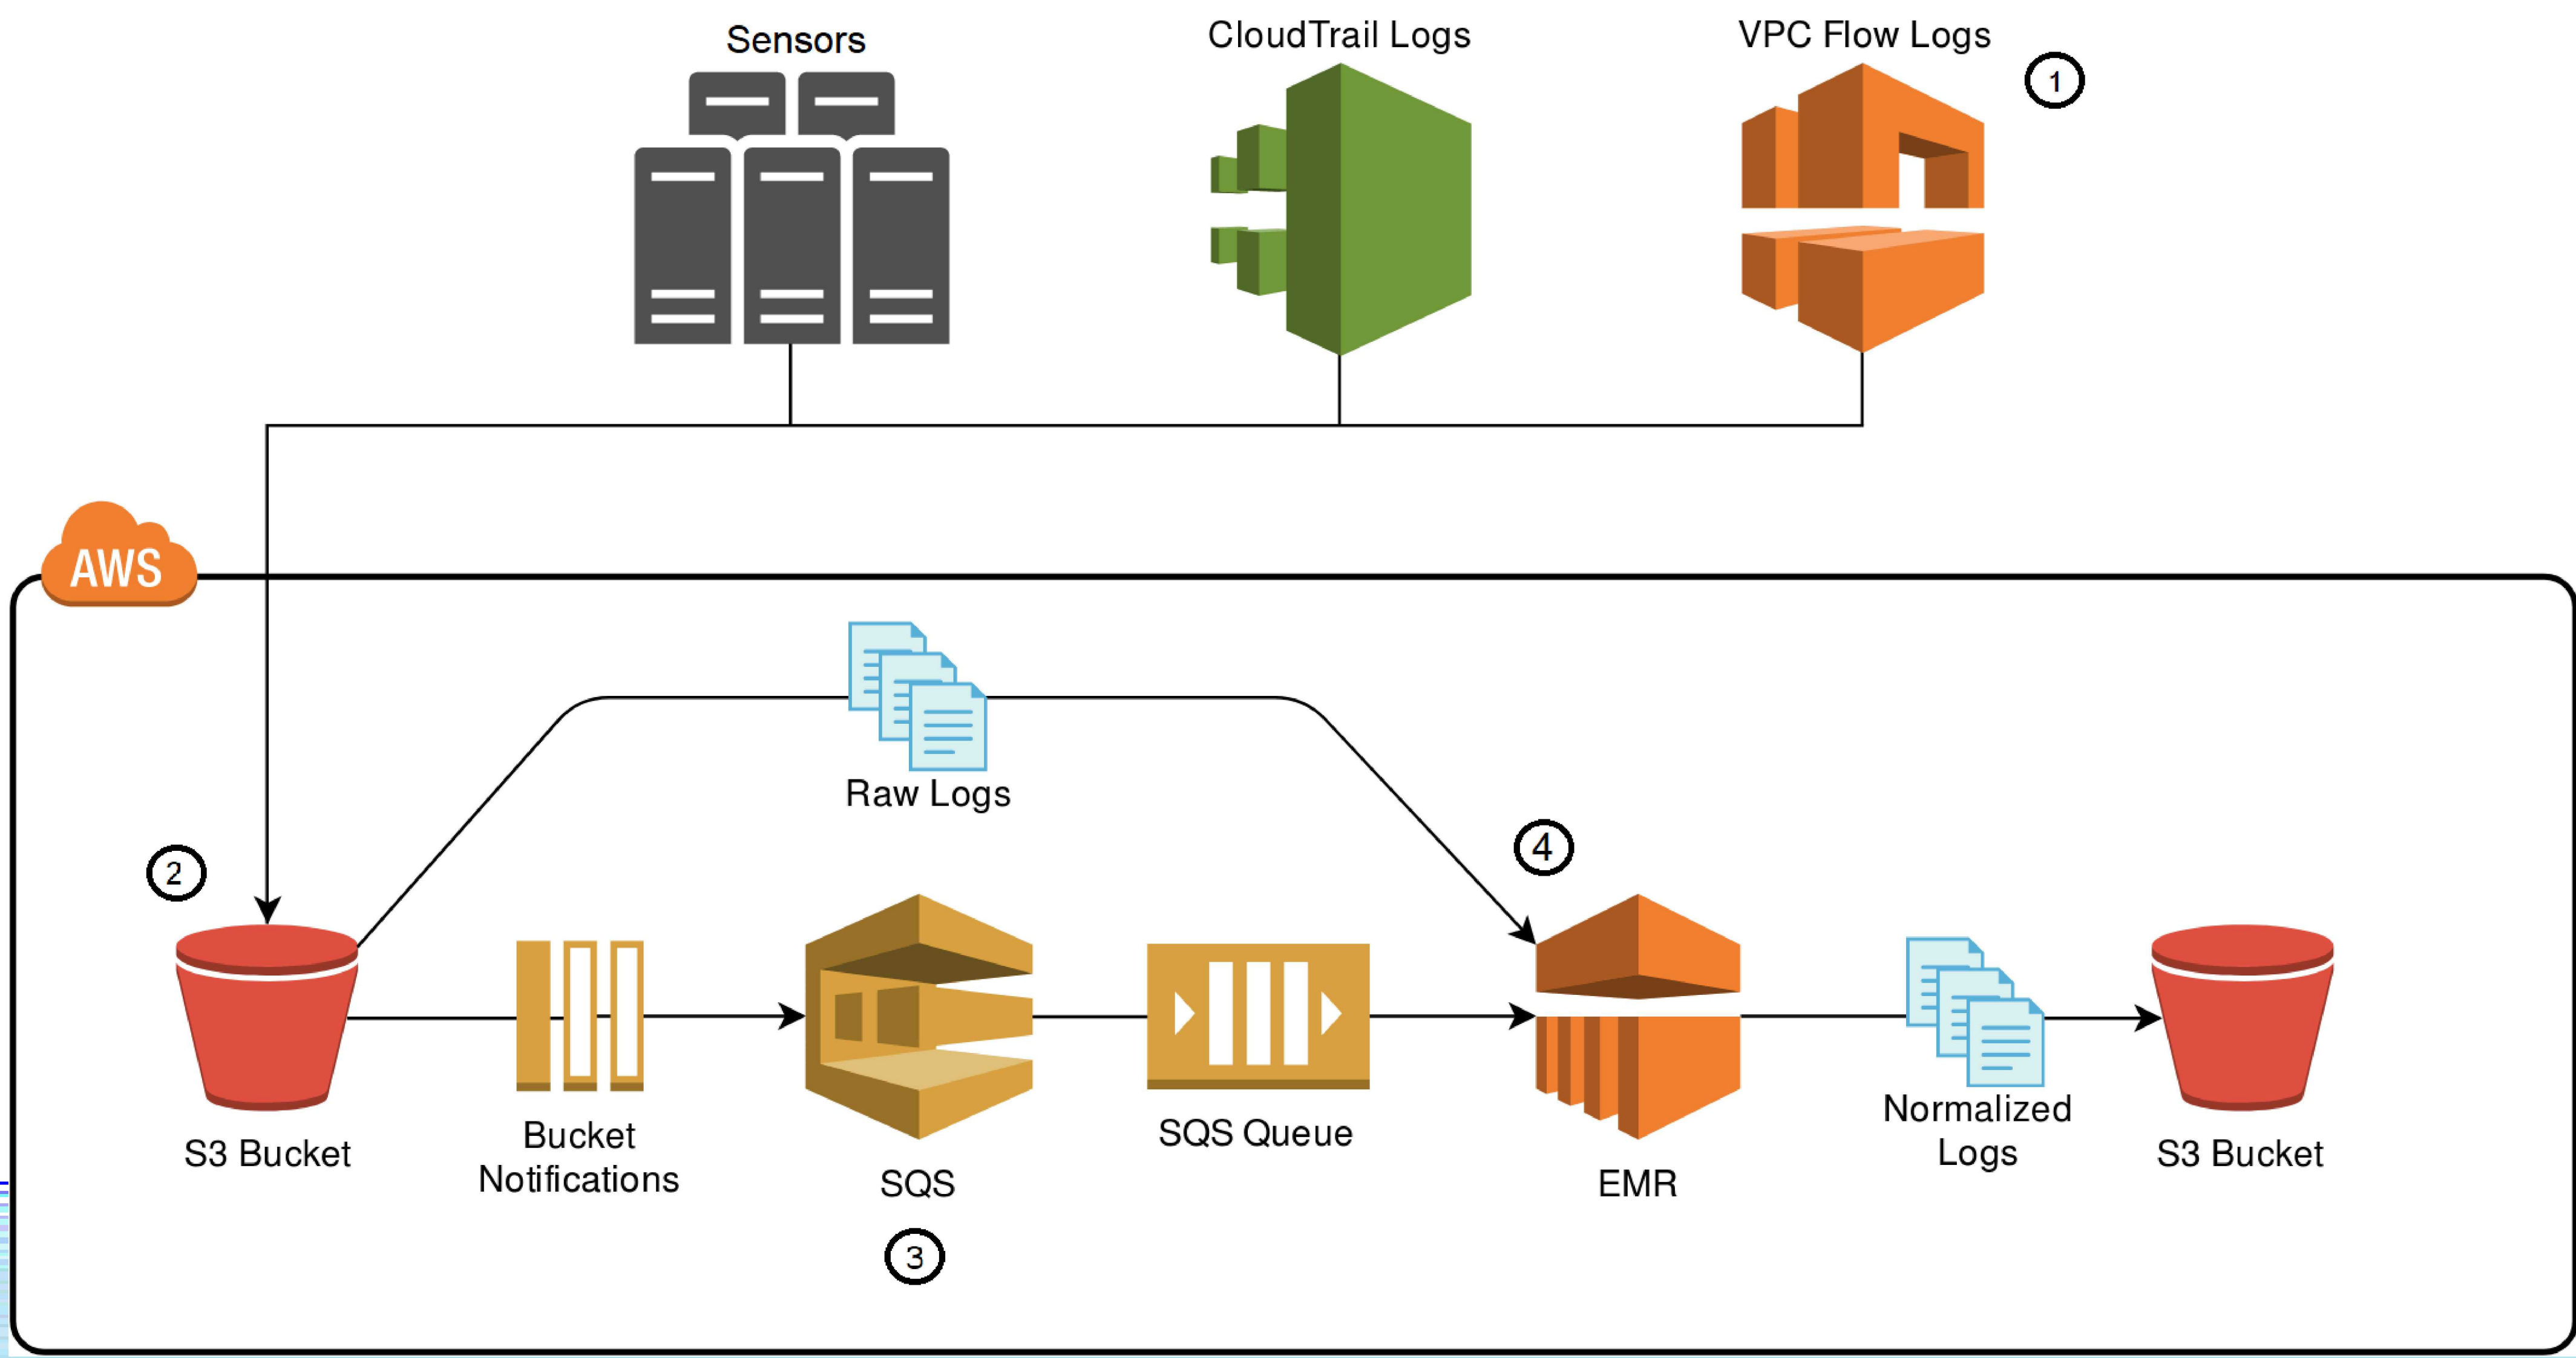 Sensors
CloudTrail Logs
VPC Flow Logs
1
AWS
Raw Logs
2
4
S3 Bucket
Bucket
Notifications
SQS
3
SQS Queue
EMR
Normalized
Logs
S3 Bucket